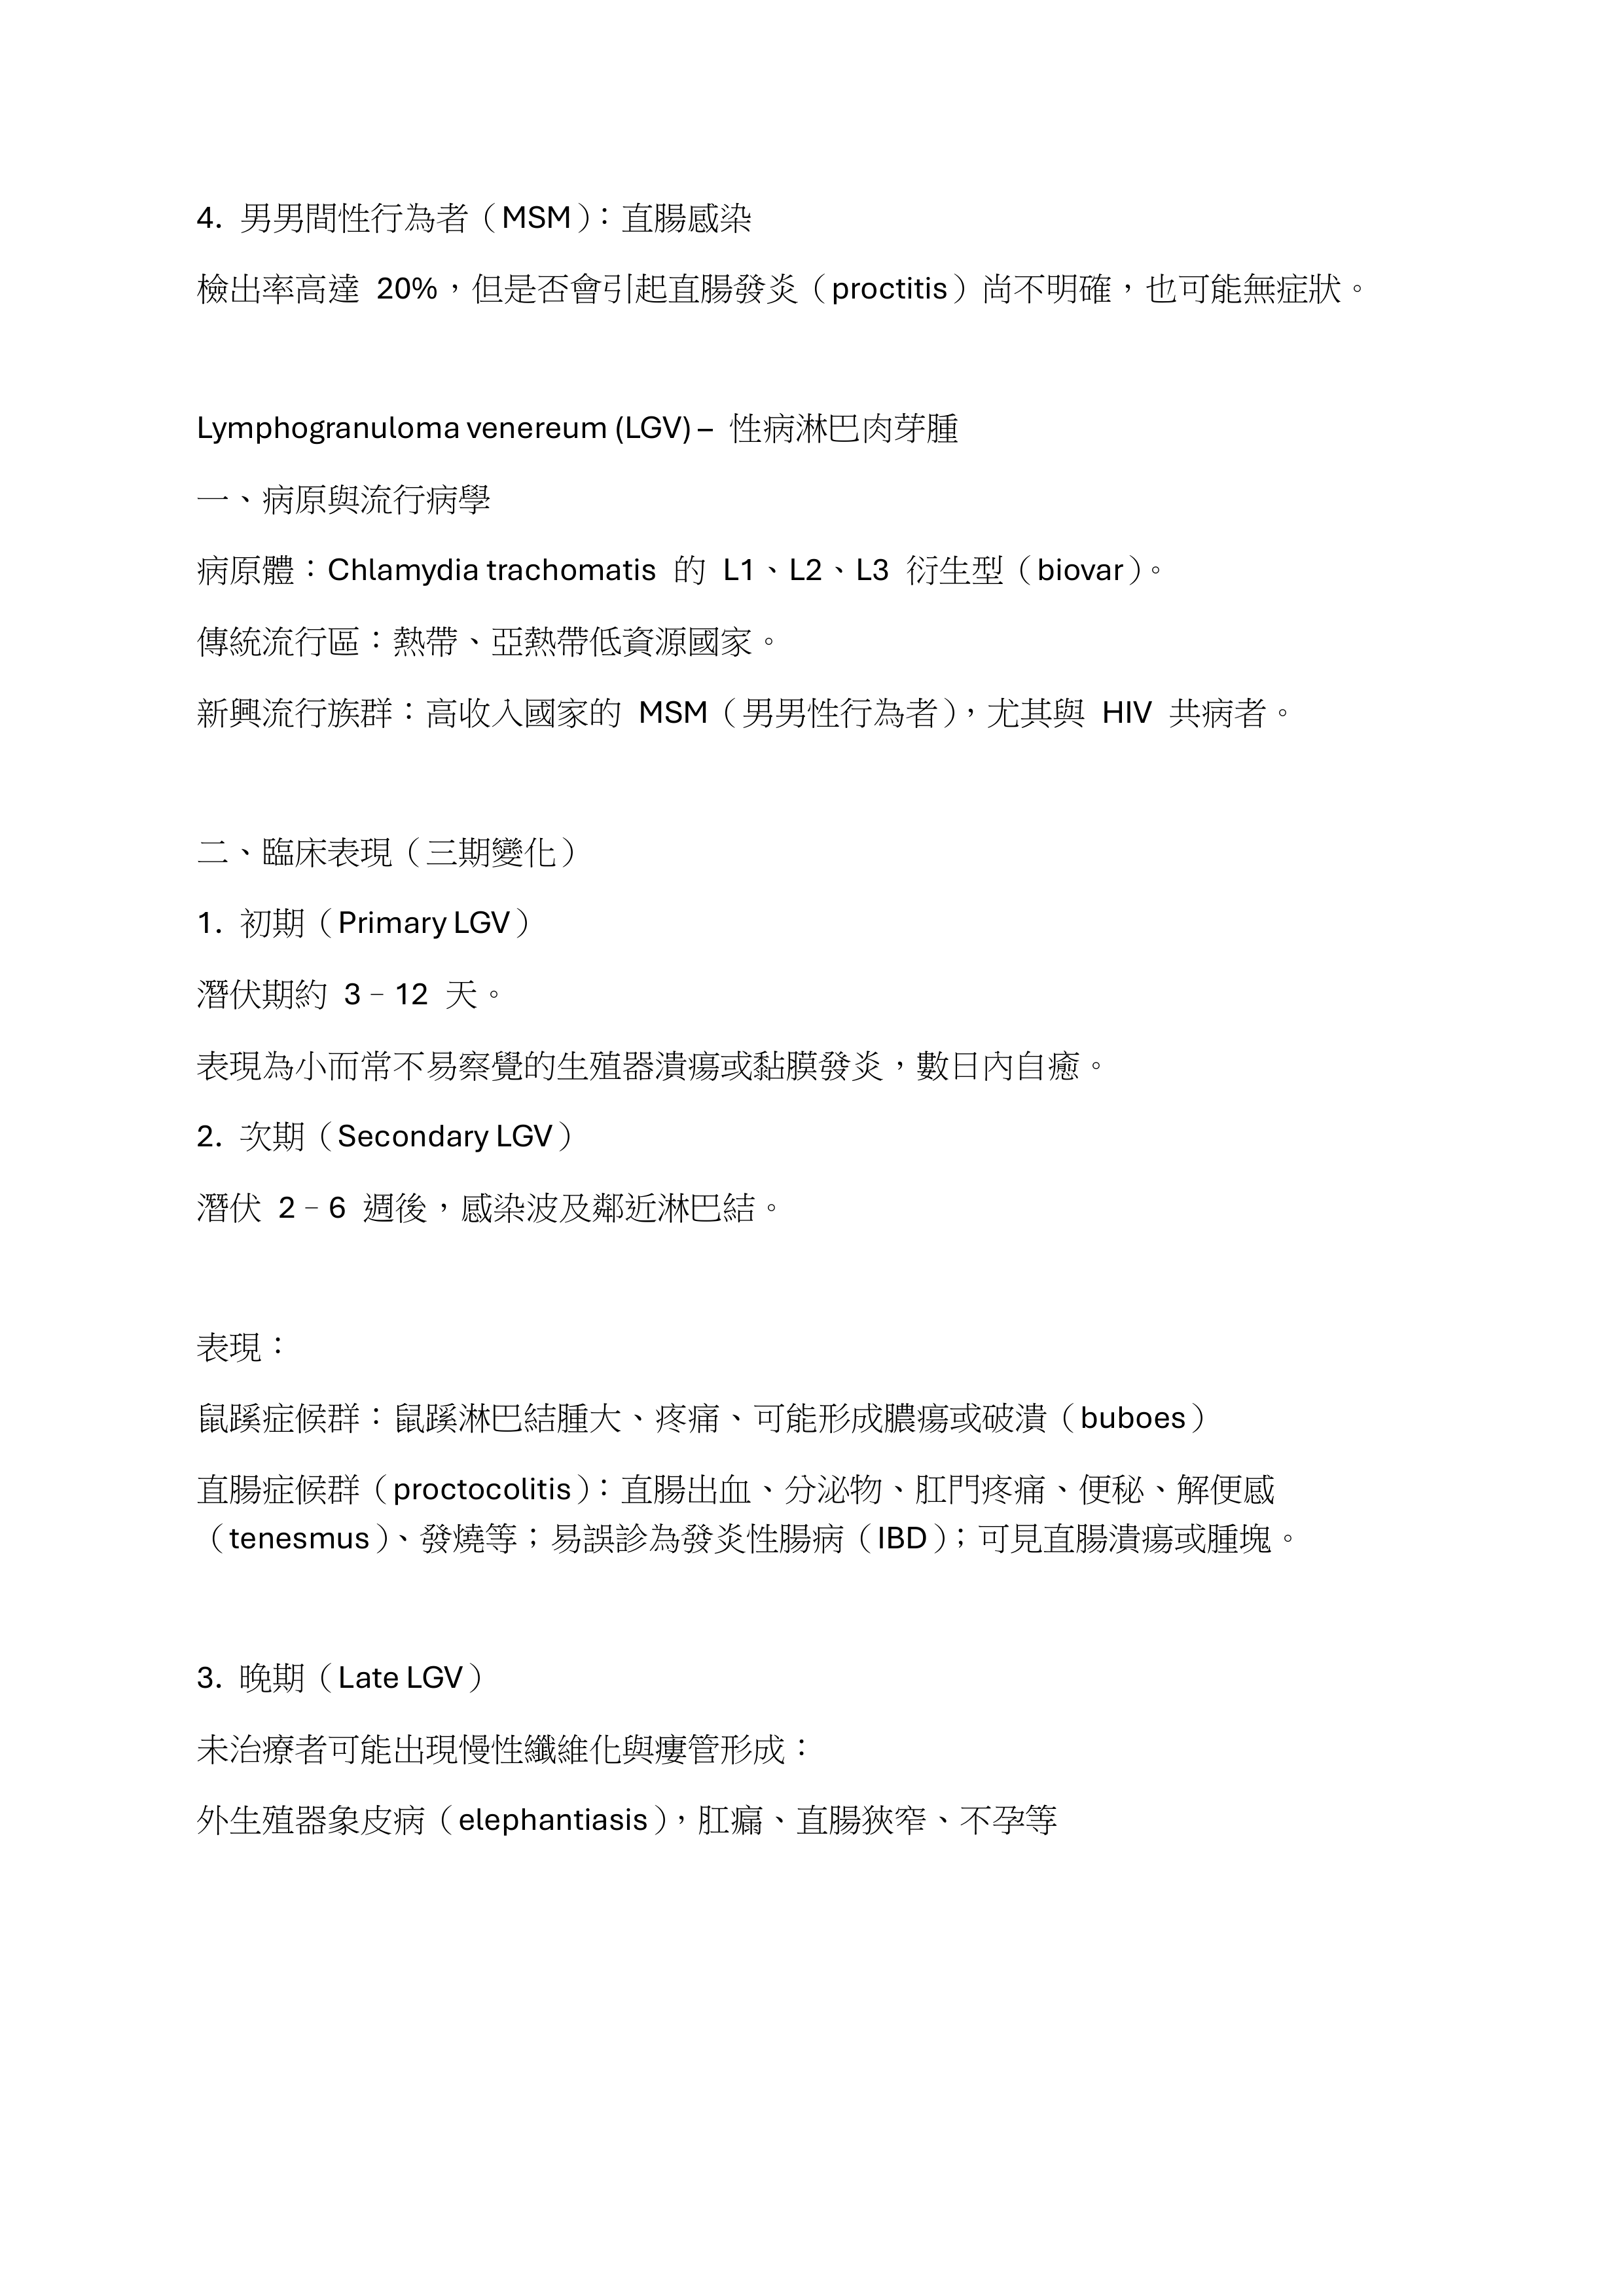 4. 男男間性行為者（MSM）：直腸感染
檢出率高達 20%，但是否會引起直腸發炎（proctitis）尚不明確，也可能無症狀。
Lymphogranuloma venereum (LGV) – 性病淋巴肉芽腫
一、病原與流行病學
病原體：Chlamydia trachomatis 的 L1、L2、L3 衍生型（biovar）。
傳統流行區：熱帶、亞熱帶低資源國家。
新興流行族群：高收入國家的 MSM（男男性行為者），尤其與 HIV 共病者。
二、臨床表現（三期變化）
1. 初期（Primary LGV）
潛伏期約 3–12 天。
表現為小而常不易察覺的生殖器潰瘍或黏膜發炎，數日內自癒。
2. 次期（Secondary LGV）
潛伏 2–6 週後，感染波及鄰近淋巴結。
表現：
鼠蹊症候群：鼠蹊淋巴結腫大、疼痛、可能形成膿瘍或破潰（buboes）
直腸症候群（proctocolitis）：直腸出血、分泌物、肛門疼痛、便秘、解便感
（tenesmus）、發燒等；易誤診為發炎性腸病（IBD）；可見直腸潰瘍或腫塊。
3. 晚期（Late LGV）
未治療者可能出現慢性纖維化與瘻管形成：
外生殖器象皮病（elephantiasis），肛瘺、直腸狹窄、不孕等